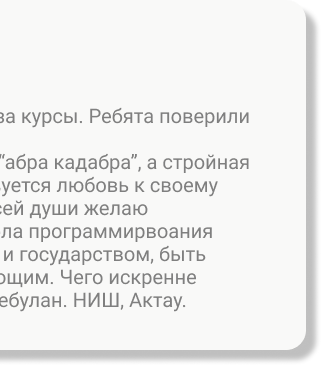 за курсы. Ребята поверили
“абра кадабра”, а стройная
уется любовь к своему
сей души желаю
ла программирвоания
и государством, быть
ющим. Чего искренне
ебулан. НИШ, Актау.